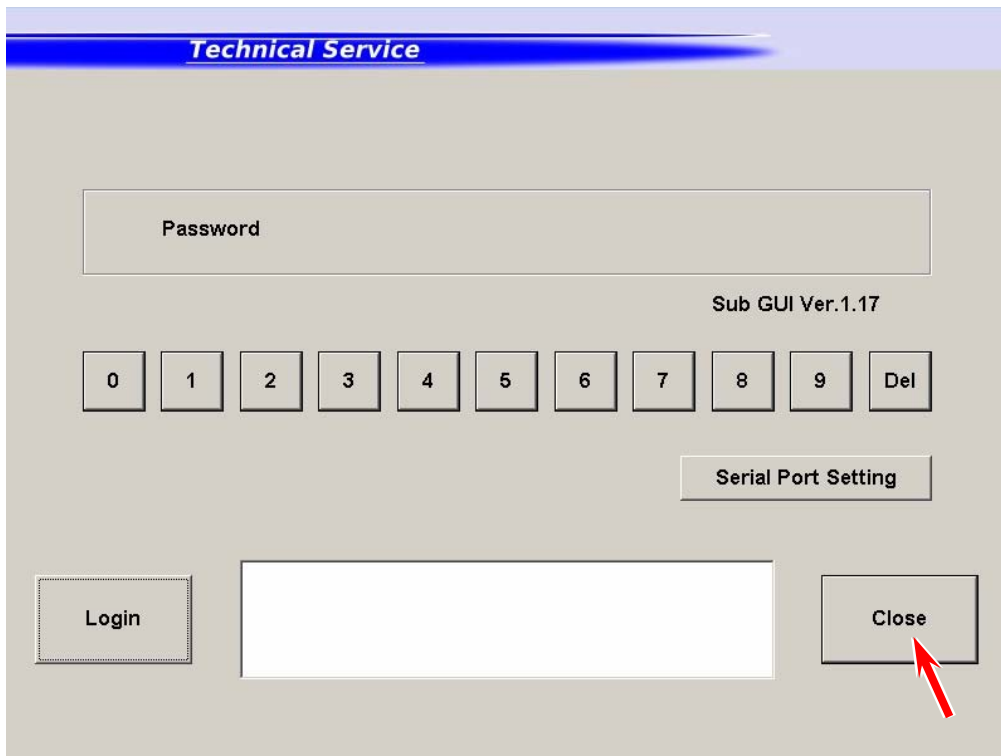 Technical Service
Password
Sub GUI Ver.1.17
0 1 2 3 4 5 6 7 8 9 Del
Serial Port Setting
Login
Close